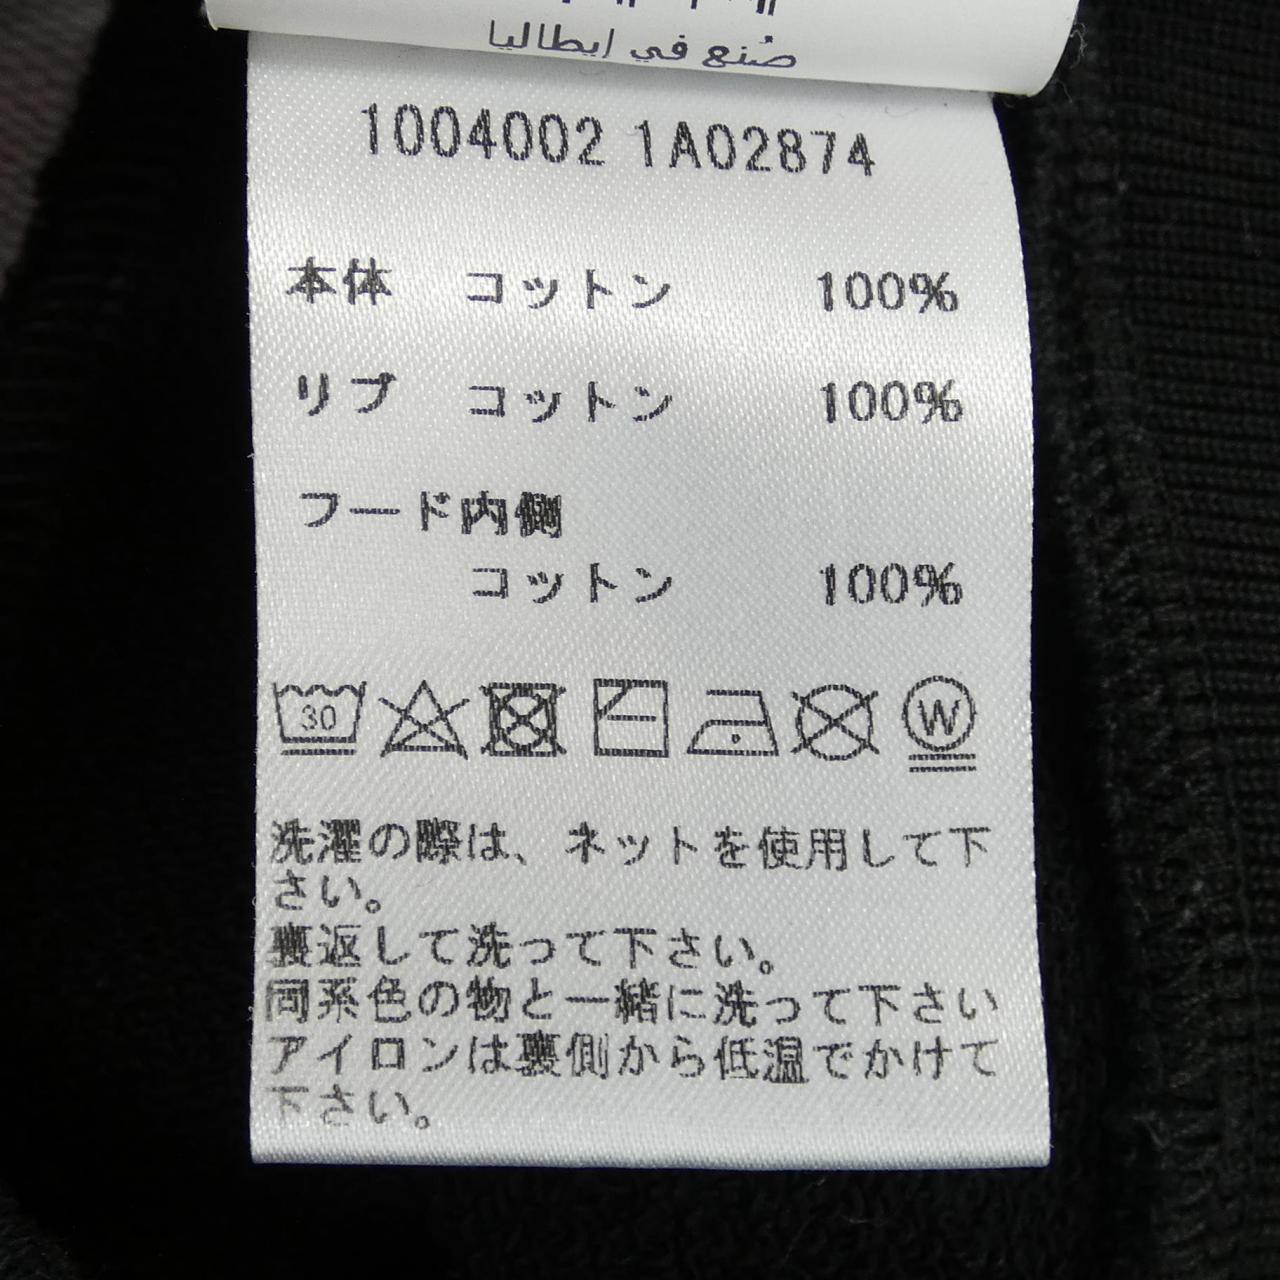 صُنع في إيطاليا
1004002 1A02874
本体 コットン 100%
リブ コットン 100%
フード内側
コットン 100%
30
W
洗濯の際は、ネットを使用して下
さい。
裏返して洗って下さい。
同系色の物と一緒に洗って下さい
アイロンは裏側から低温でかけて
下さい。